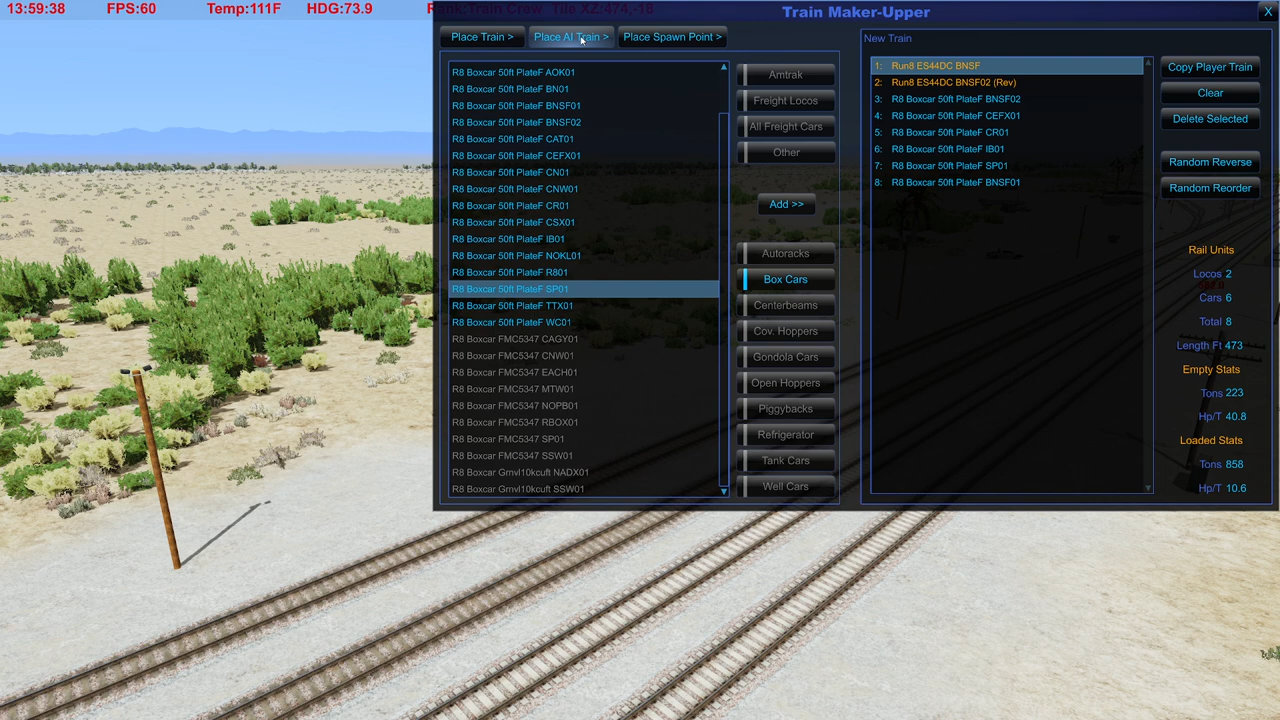 13:59:38 FPS:60 Temp:111F HDG:73.9 Rank:Train Crew Tile XZ:474,-18
Train Maker-Upper
X
Place Train > Place AI Train > Place Spawn Point >
R8 Boxcar 50ft PlateF AOK01
R8 Boxcar 50ft PlateF BN01
R8 Boxcar 50ft PlateF BNSF01
R8 Boxcar 50ft PlateF BNSF02
R8 Boxcar 50ft PlateF CAT01
R8 Boxcar 50ft PlateF CEFX01
R8 Boxcar 50ft PlateF CN01
R8 Boxcar 50ft PlateF CNW01
R8 Boxcar 50ft PlateF CR01
R8 Boxcar 50ft PlateF CSX01
R8 Boxcar 50ft PlateF IB01
R8 Boxcar 50ft PlateF NOKL01
R8 Boxcar 50ft PlateF R801
R8 Boxcar 50ft PlateF SP01
R8 Boxcar 50ft PlateF TTX01
R8 Boxcar 50ft PlateF WC01
R8 Boxcar FMC5347 CAGY01
R8 Boxcar FMC5347 CNW01
R8 Boxcar FMC5347 EACH01
R8 Boxcar FMC5347 MTW01
R8 Boxcar FMC5347 NOPB01
R8 Boxcar FMC5347 RBOX01
R8 Boxcar FMC5347 SP01
R8 Boxcar FMC5347 SSW01
R8 Boxcar Grnvl10kcuft NADX01
R8 Boxcar Grnvl10kcuft SSW01
Amtrak
Freight Locos
All Freight Cars
Other
Add >>
Autoracks
Box Cars
Centerbeams
Cov. Hoppers
Gondola Cars
Open Hoppers
Piggybacks
Refrigerator
Tank Cars
Well Cars
New Train
1: Run8 ES44DC BNSF
2: Run8 ES44DC BNSF02 (Rev)
3: R8 Boxcar 50ft PlateF BNSF02
4: R8 Boxcar 50ft PlateF CEFX01
5: R8 Boxcar 50ft PlateF CR01
6: R8 Boxcar 50ft PlateF IB01
7: R8 Boxcar 50ft PlateF SP01
8: R8 Boxcar 50ft PlateF BNSF01
Copy Player Train
Clear
Delete Selected
Random Reverse
Random Reorder
Rail Units
Locos 2
Cars 6
Total 8
Length Ft 473
Empty Stats
Tons 223
Hp/T 40.8
Loaded Stats
Tons 858
Hp/T 10.6